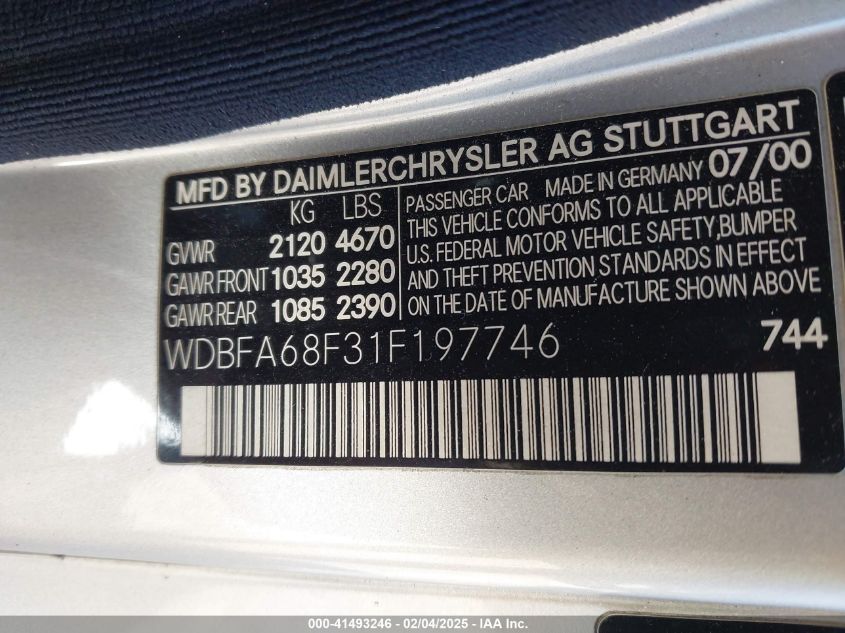 MFD BY DAIMLERCHRYSLER AG STUTTGART
KG LBS
GVWR 2120 4670
GAWR FRONT 1035 2280
GAWR REAR 1085 2390
PASSENGER CAR MADE IN GERMANY 07/00
THIS VEHICLE CONFORMS TO ALL APPLICABLE
U.S. FEDERAL MOTOR VEHICLE SAFETY,BUMPER
AND THEFT PREVENTION STANDARDS IN EFFECT
ON THE DATE OF MANUFACTURE SHOWN ABOVE
WDBFA68F31F197746 744
000-41493246 - 02/04/2025 - IAA Inc.